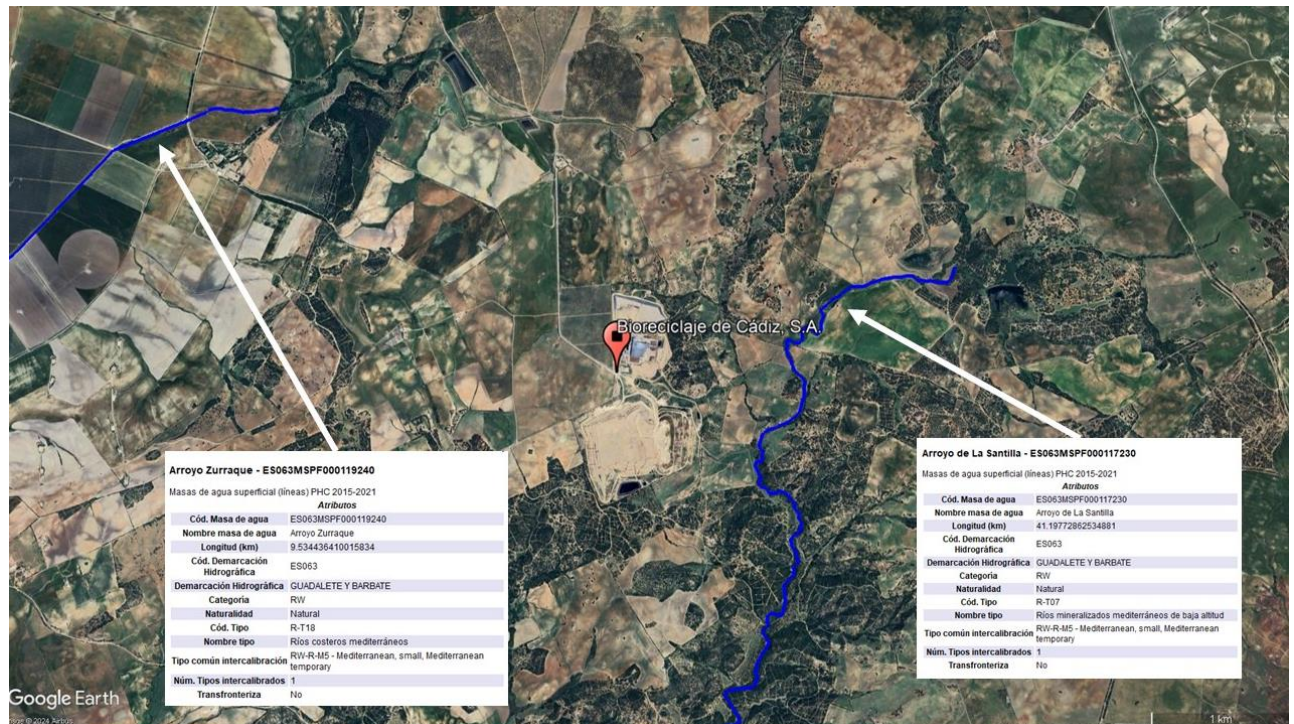 Bioreciclaje de Cádiz, S.A.
Arroyo Zurraque - ES063MSPF000119240
Masas de agua superficial (líneas) PHC 2015-2021
Atributos
Cód. Masa de agua ES063MSPF000119240
Nombre masa de agua Arroyo Zurraque
Longitud (km) 9.534436410015834
Cód. Demarcación
Hidrográfica ES063
Demarcación Hidrográfica GUADALETE Y BARBATE
Categoría RW
Naturalidad Natural
Cód. Tipo R-T18
Nombre tipo Ríos costeros mediterráneos
Tipo común intercalibración RW-R-M5 - Mediterranean, small, Mediterranean
temporary
Núm. Tipos intercalibrados 1
Transfronteriza No
Arroyo de La Santilla - ES063MSPF000117230
Masas de agua superficial (líneas) PHC 2015-2021
Atributos
Cód. Masa de agua ES063MSPF000117230
Nombre masa de agua Arroyo de La Santilla
Longitud (km) 41.19772862534881
Cód. Demarcación
Hidrográfica ES063
Demarcación Hidrográfica GUADALETE Y BARBATE
Categoría RW
Naturalidad Natural
Cód. Tipo R-T07
Nombre tipo Ríos mineralizados mediterráneos de baja altitud
Tipo común intercalibración RW-R-M5 - Mediterranean, small, Mediterranean
temporary
Núm. Tipos intercalibrados 1
Transfronteriza No
Google Earth
© 2024 Airbus
1 km